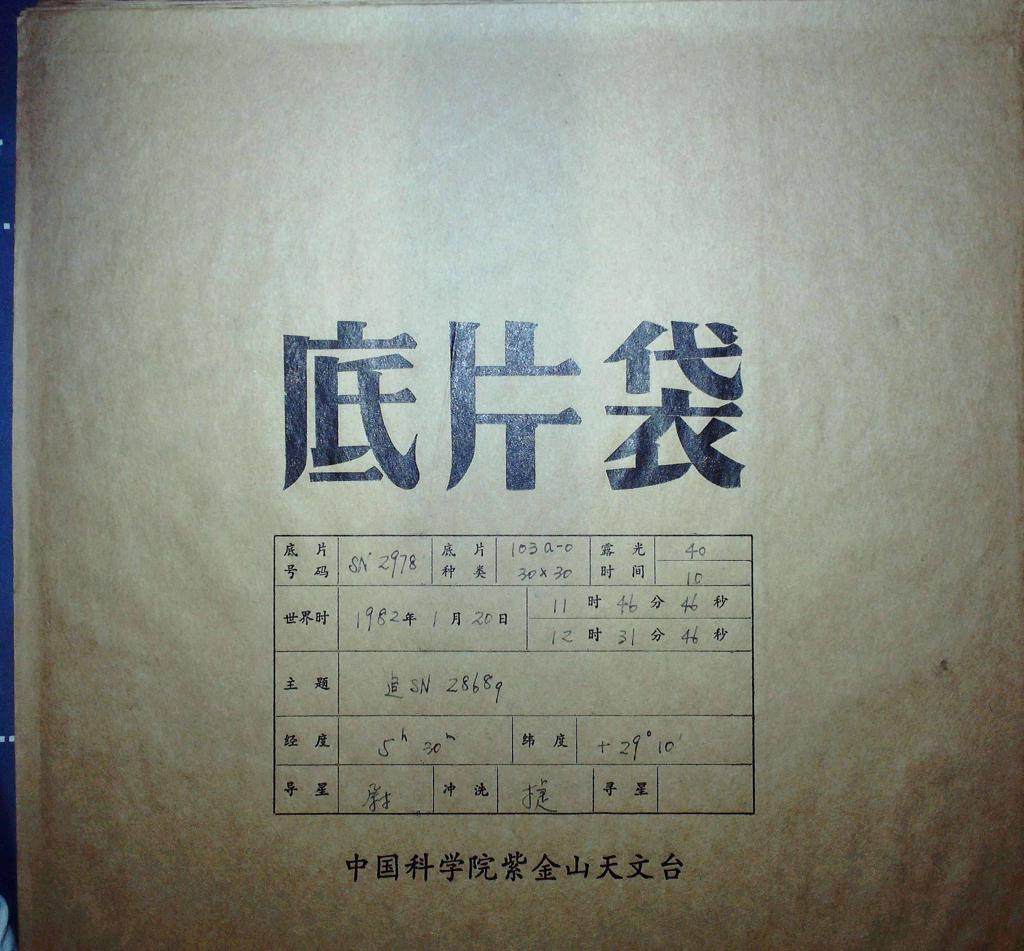 底片袋
底片号码 SN 2978 底片种类 103a-0 30×30 露光时间 40 10
世界时 1982年 1月 20日 11时 46分 46秒
12时 31分 46秒
主题 追 SN 2868
经度 5h 30m 纬度 +29°10′
导星 冲洗 捷 寻星
中国科学院紫金山天文台